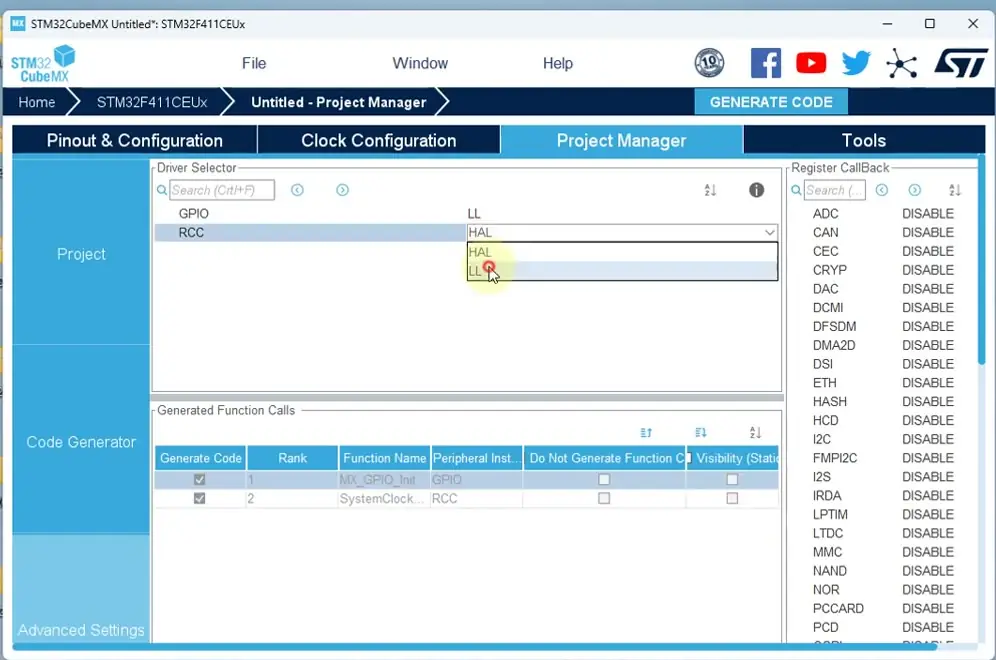 MX STM32CubeMX Untitled*: STM32F411CEUx
STM32 CubeMX
File Window Help
10
Home STM32F411CEUx Untitled - Project Manager GENERATE CODE
Pinout & Configuration Clock Configuration Project Manager Tools
Project
Code Generator
Advanced Settings
Driver Selector
Search (Crtl+F)
GPIO LL
RCC HAL
HAL
LL
Generated Function Calls
Generate Code Rank Function Name Peripheral Inst... Do Not Generate Function C Visibility (Static
1 MX_GPIO_Init GPIO
2 SystemClock... RCC
Register CallBack
Search (...
ADC DISABLE
CAN DISABLE
CEC DISABLE
CRYP DISABLE
DAC DISABLE
DCMI DISABLE
DFSDM DISABLE
DMA2D DISABLE
DSI DISABLE
ETH DISABLE
HASH DISABLE
HCD DISABLE
I2C DISABLE
FMPI2C DISABLE
I2S DISABLE
IRDA DISABLE
LPTIM DISABLE
LTDC DISABLE
MMC DISABLE
NAND DISABLE
NOR DISABLE
PCCARD DISABLE
PCD DISABLE